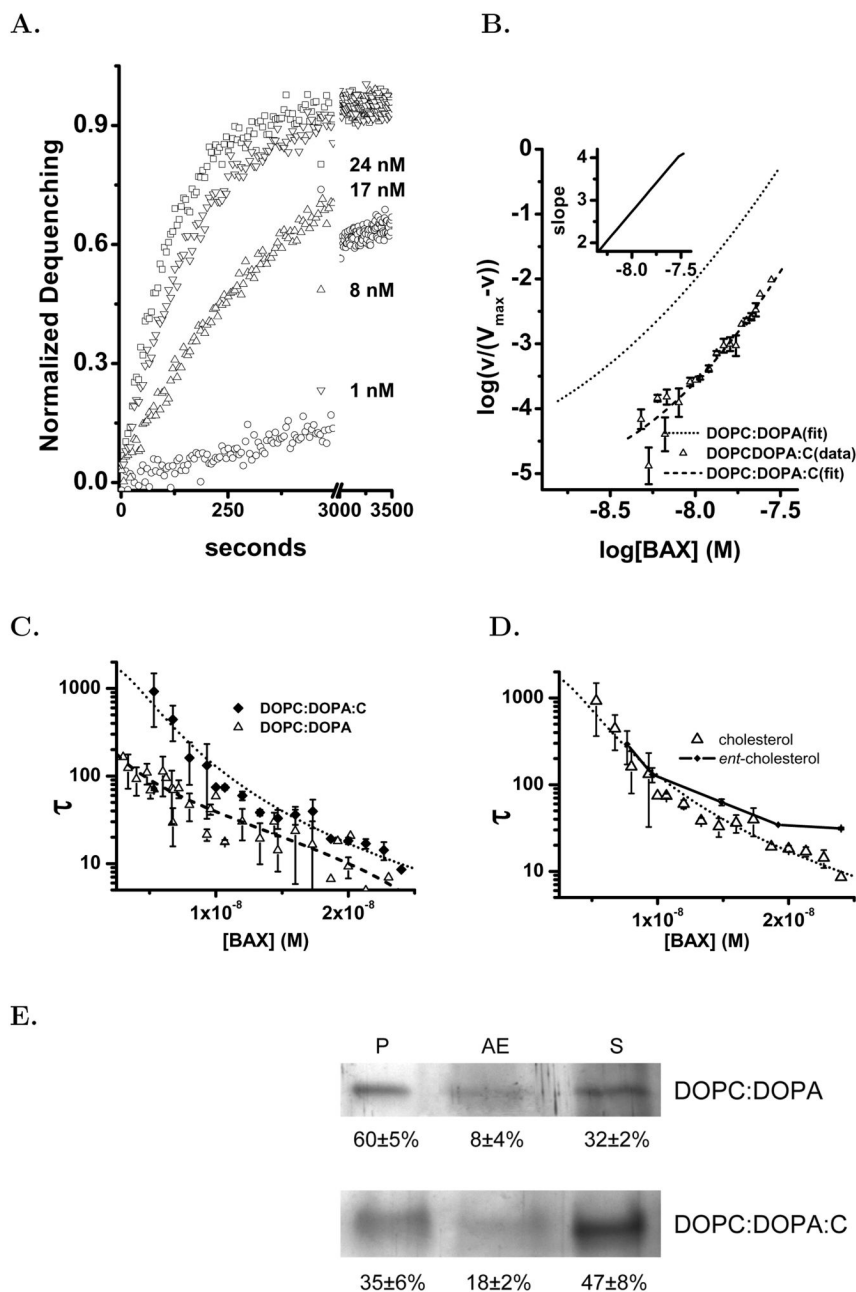 A.
Normalized Dequenching
0.9
0.6
0.3
0.0
24 nM
17 nM
8 nM
1 nM
0
250
300
3000
3500
seconds
B.
log(v/(Vmax-v))
0
-1
-2
-3
-4
-5
slope
4
3
2
-8.0
-7.5
DOPC:DOPA(fit)
DOPCDOPA:C(data)
DOPC:DOPA:C(fit)
-8.5
-8.0
-7.5
log[BAX] (M)
C.
τ
1000
100
10
DOPC:DOPA:C
DOPC:DOPA
1x10-8
2x10-8
[BAX] (M)
D.
τ
1000
100
10
cholesterol
ent-cholesterol
1x10-8
2x10-8
[BAX] (M)
E.
P AE S
DOPC:DOPA
60±5% 8±4% 32±2%
DOPC:DOPA:C
35±6% 18±2% 47±8%